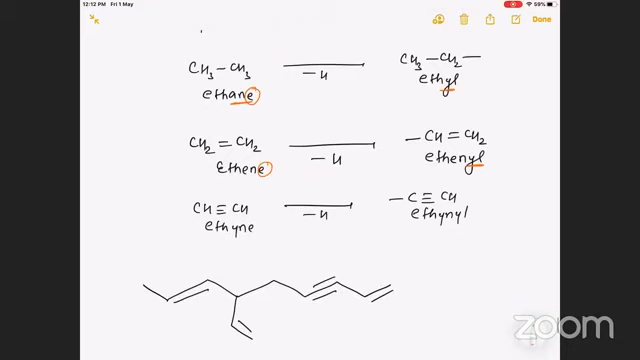 12:12 PM Fri 1 May
59%
Done
CH3 – CH3 – H CH3 – CH2 –
ethane ethyl
CH2 = CH2 – H – CH = CH2
Ethene ethenyl
CH ≡ CH – H – C ≡ CH
ethyne ethynyl
zoom